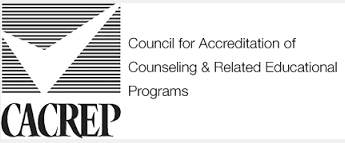 Council for Accreditation of
Counseling & Related Educational
Programs
CACREP